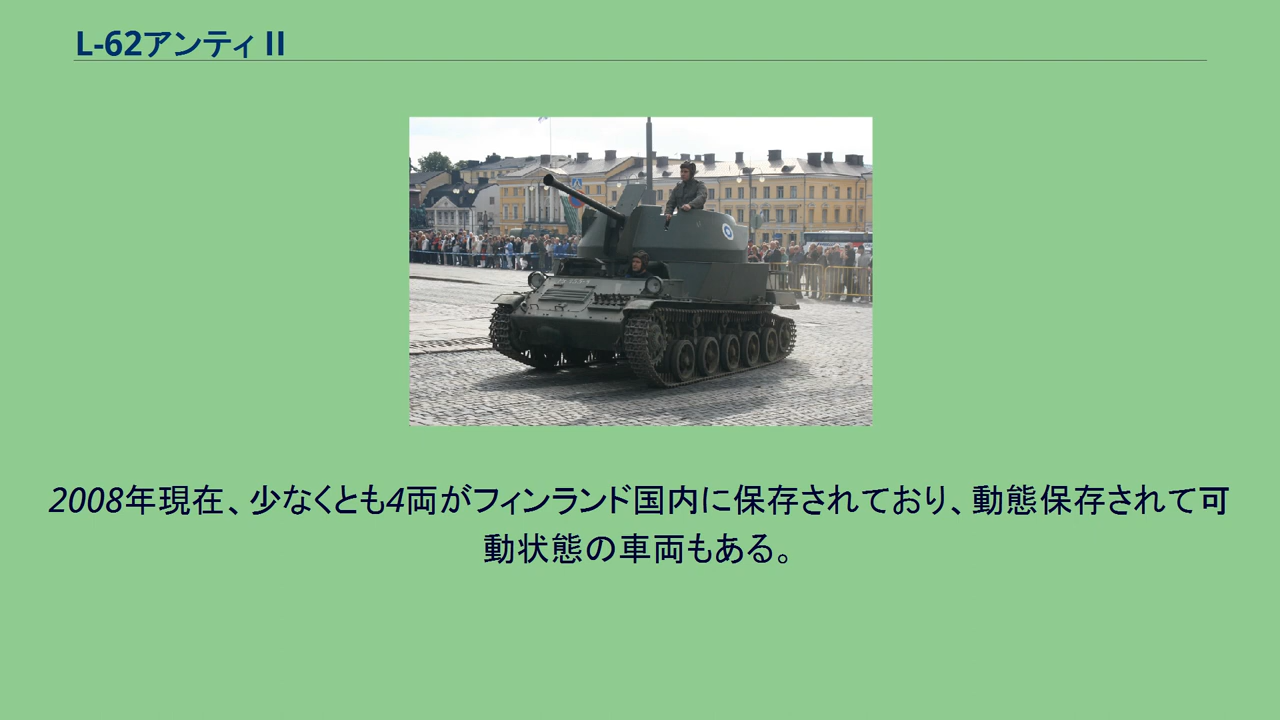 L-62アンティ II
2008年現在、少なくとも4両がフィンランド国内に保存されており、動態保存されて可
動状態の車両もある。